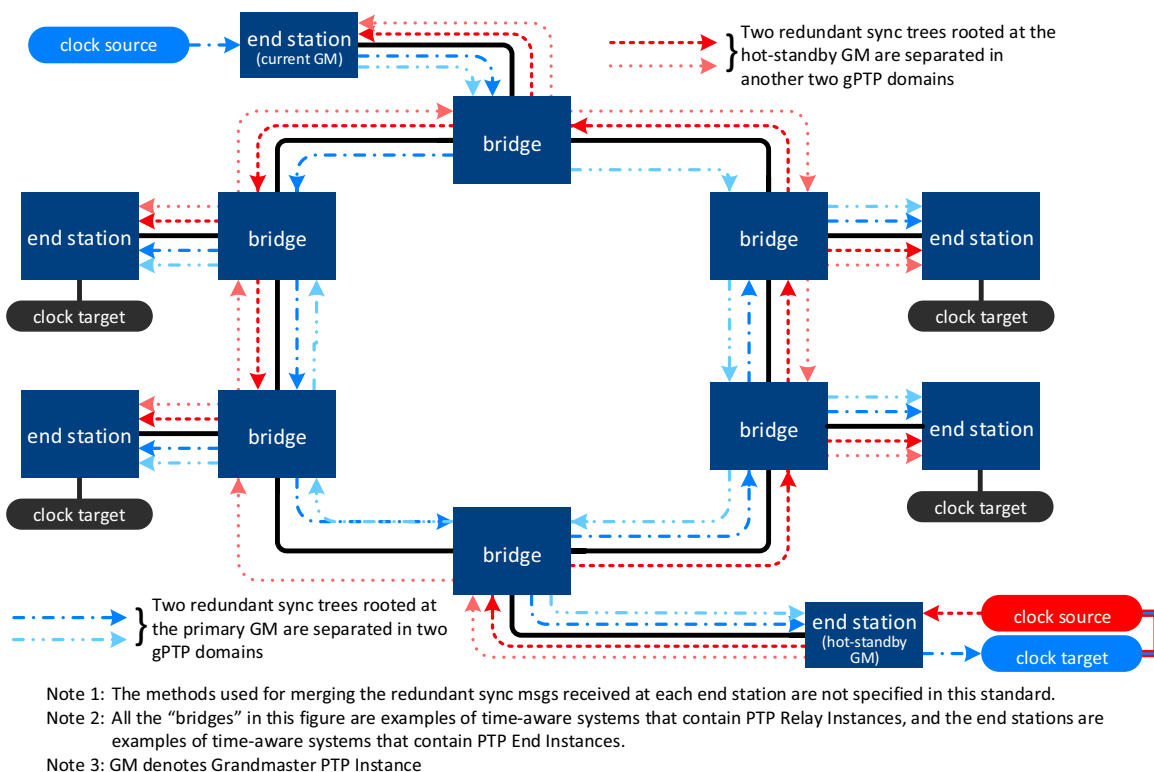 clock source
end station
(current GM)
Two redundant sync trees rooted at the
hot-standby GM are separated in
another two gPTP domains
bridge
end station
bridge
bridge
end station
clock target
clock target
end station
bridge
bridge
end station
clock target
clock target
bridge
Two redundant sync trees rooted at
the primary GM are separated in two
gPTP domains
end station
(hot-standby
GM)
clock source
clock target
Note 1: The methods used for merging the redundant sync msgs received at each end station are not specified in this standard.
Note 2: All the “bridges” in this figure are examples of time-aware systems that contain PTP Relay Instances, and the end stations are
examples of time-aware systems that contain PTP End Instances.
Note 3: GM denotes Grandmaster PTP Instance